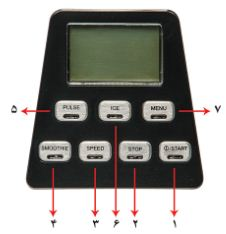 ۵
PULSE
ICE
MENU
۷
SMOOTHIE
SPEED
STOP
/START
۴
۳
۶
۲
۱